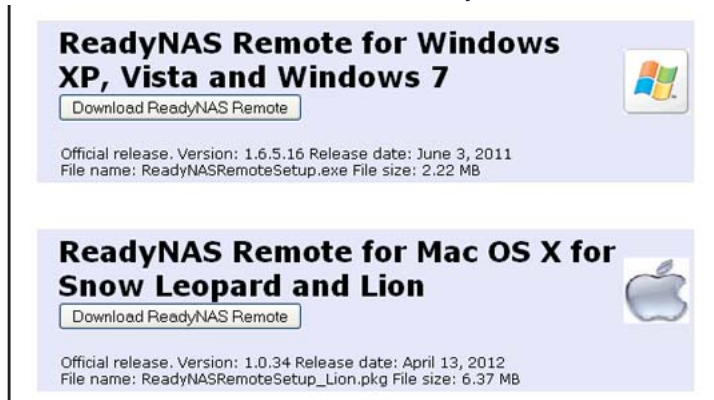 ReadyNAS Remote for Windows
XP, Vista and Windows 7
Download ReadyNAS Remote
Official release. Version: 1.6.5.16 Release date: June 3, 2011
File name: ReadyNASRemoteSetup.exe File size: 2.22 MB
ReadyNAS Remote for Mac OS X for
Snow Leopard and Lion
Download ReadyNAS Remote
Official release. Version: 1.0.34 Release date: April 13, 2012
File name: ReadyNASRemoteSetup_Lion.pkg File size: 6.37 MB